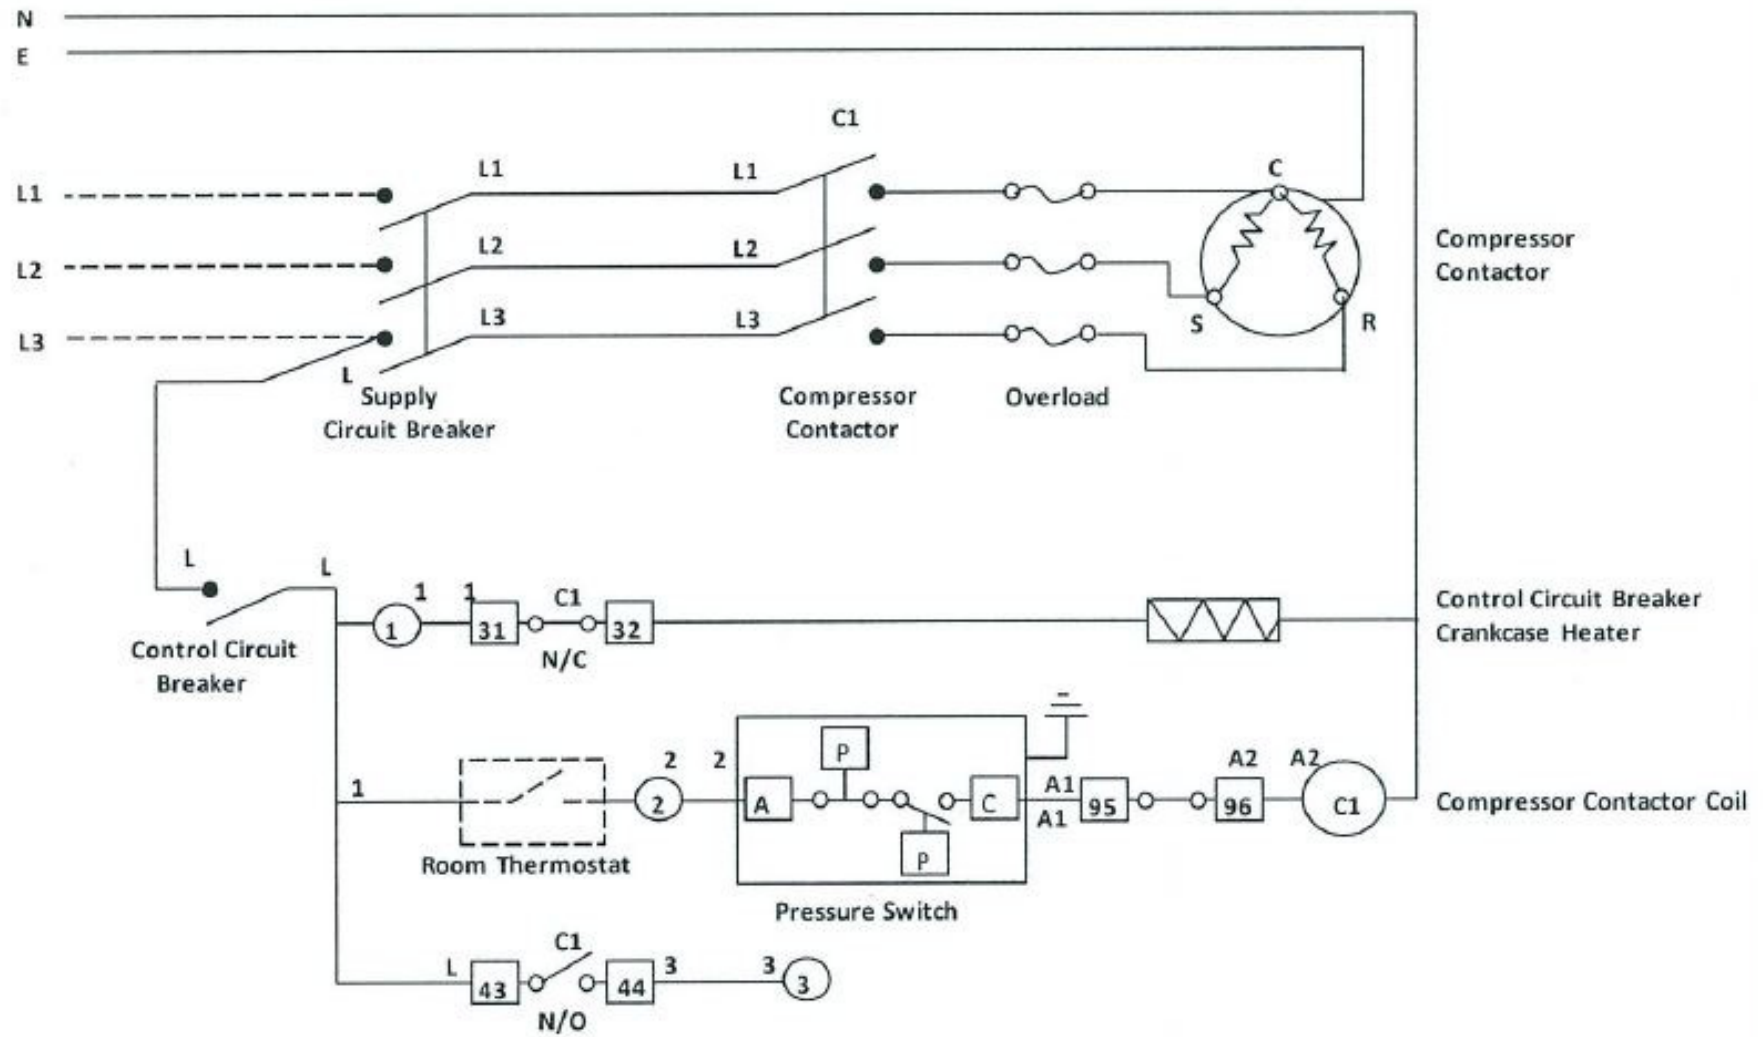 N
E
C1
L1
L1
L1
C
L2
L2
L2
Compressor
Contactor
L3
L3
L3
S
R
L
Supply
Circuit Breaker
Compressor
Contactor
Overload
L
L
1
1
C1
1
31
32
N/C
Control Circuit Breaker
Crankcase Heater
Control Circuit
Breaker
1
2
2
2
P
A
C
P
A1
A1
95
A2
96
A2
C1
Compressor Contactor Coil
Room Thermostat
Pressure Switch
C1
L
43
44
3
3
3
N/O